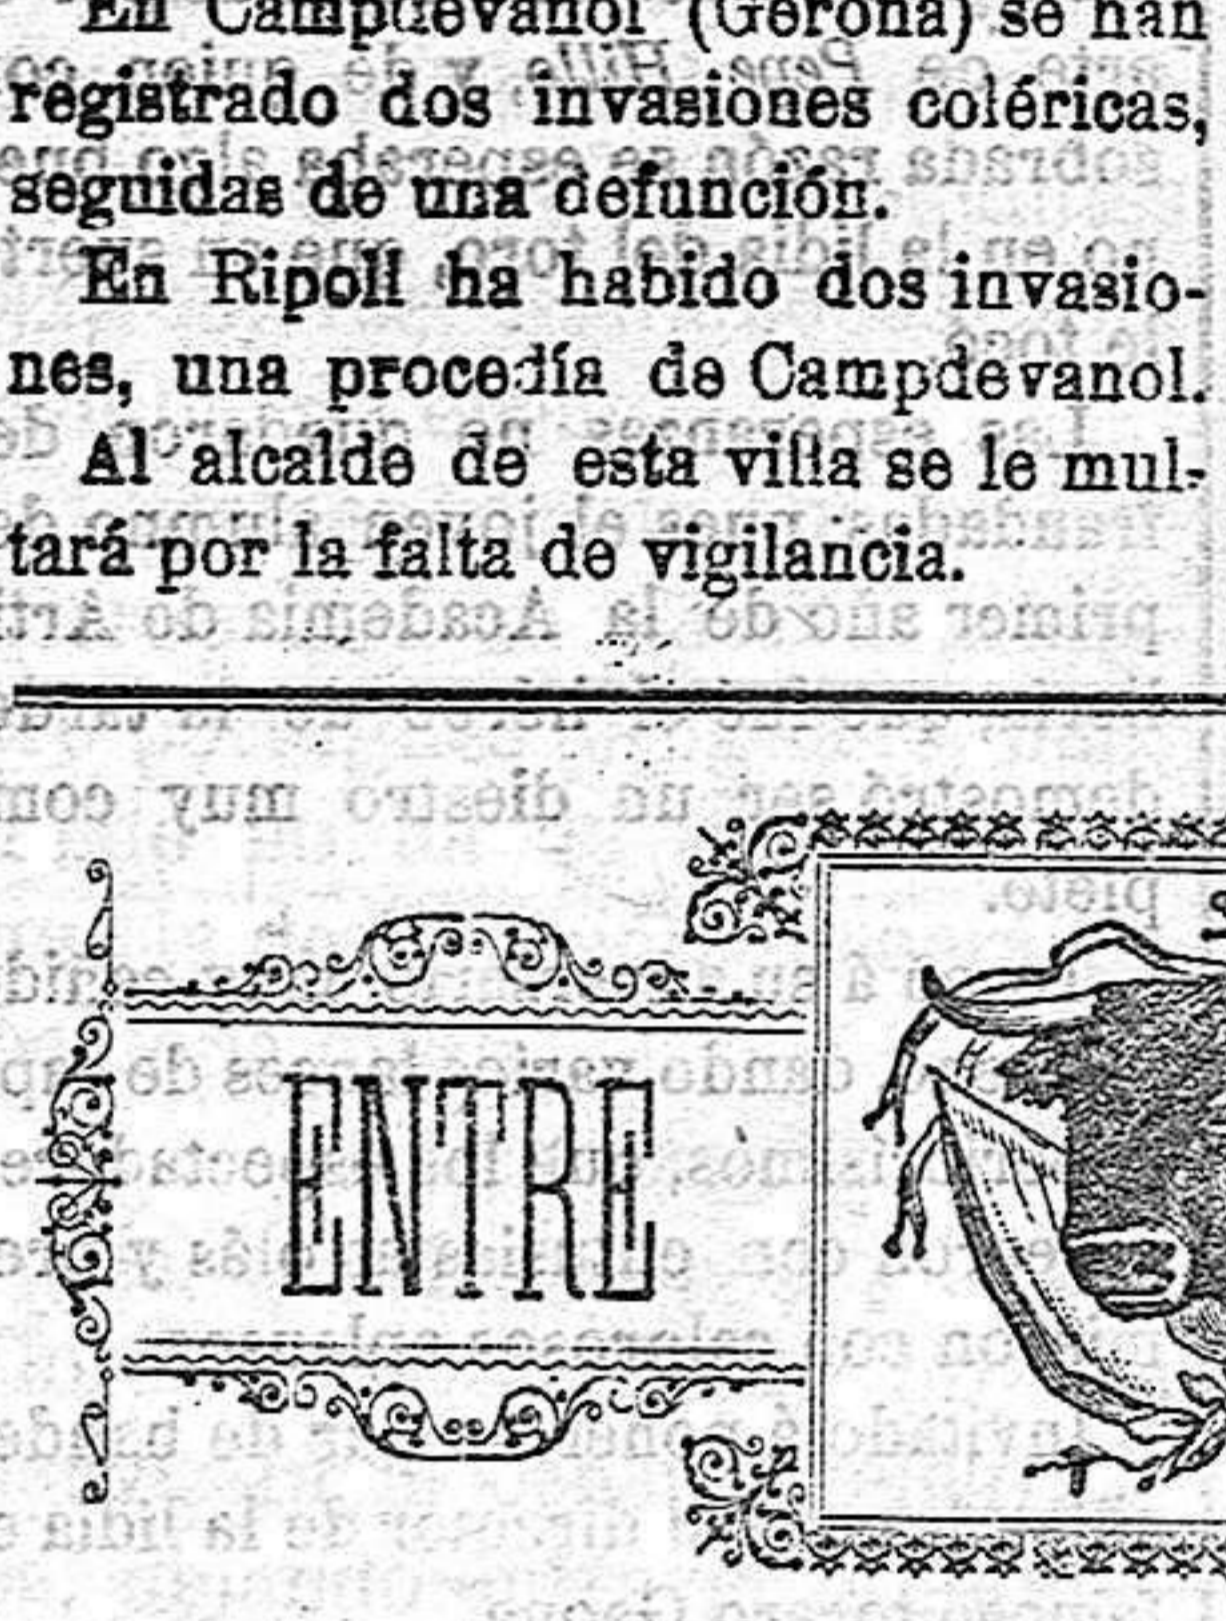 En Campdevanol (Gerona) se han
registrado dos invasiones coléricas,
seguidas de una defunción.
En Ripoll ha habido dos invasio-
nes, una procedía de Campdevanol.
Al alcalde de esta villa se le mul-
tará por la falta de vigilancia.
ENTRE